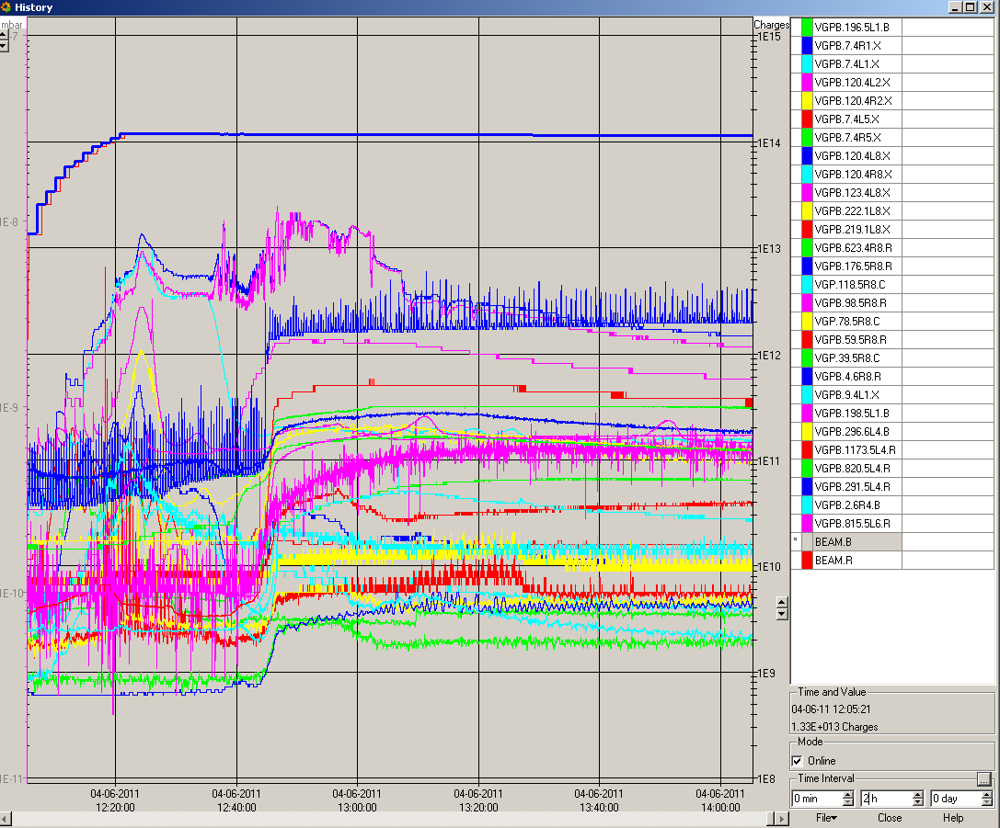 History
mbar
Charges
-7
1E15
1E14
1E-8
1E13
1E12
1E-9
1E11
1E10
1E-10
1E9
1E-11
1E8
04-06-2011 04-06-2011 04-06-2011 04-06-2011 04-06-2011 04-06-2011
12:20:00 12:40:00 13:00:00 13:20:00 13:40:00 14:00:00
VGPB.196.5L1.B
VGPB.7.4R1.X
VGPB.7.4L1.X
VGPB.120.4L2.X
VGPB.120.4R2.X
VGPB.7.4L5.X
VGPB.7.4R5.X
VGPB.120.4L8.X
VGPB.120.4R8.X
VGPB.123.4L8.X
VGPB.222.1L8.X
VGPB.219.1L8.X
VGPB.623.4R8.R
VGPB.176.5R8.R
VGP.118.5R8.C
VGPB.98.5R8.R
VGP.78.5R8.C
VGPB.59.5R8.R
VGP.39.5R8.C
VGPB.4.6R8.R
VGPB.9.4L1.X
VGPB.198.5L1.B
VGPB.296.6L4.B
VGPB.1173.5L4.R
VGPB.820.5L4.R
VGPB.291.5L4.R
VGPB.2.6R4.B
VGPB.815.5L6.R
* BEAM.B
BEAM.R
Time and Value
04-06-11 12:05:21
1.33E+013 Charges
Mode
Online
Time Interval
...
0 min 2 h 0 day
File Close Help